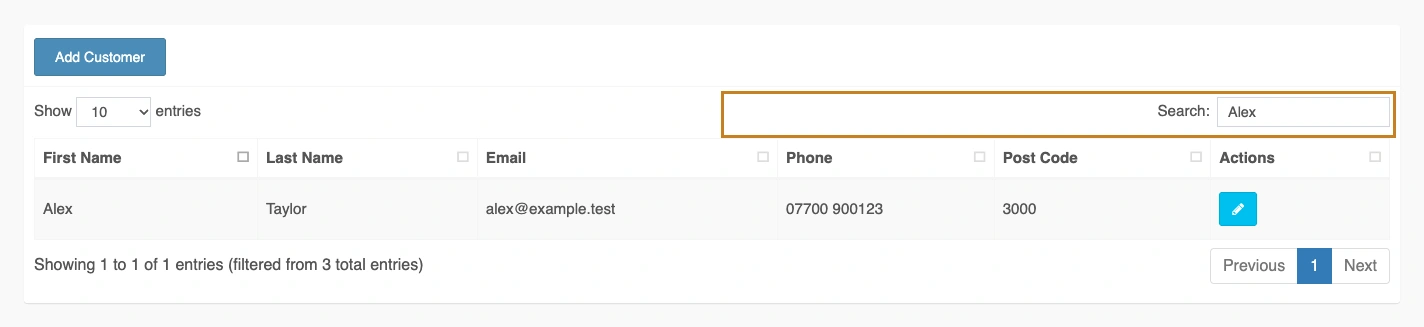 Add Customer
Show 10 entries Search: Alex
First Name Last Name Email Phone Post Code Actions
Alex Taylor alex@example.test 07700 900123 3000
Showing 1 to 1 of 1 entries (filtered from 3 total entries) Previous 1 Next